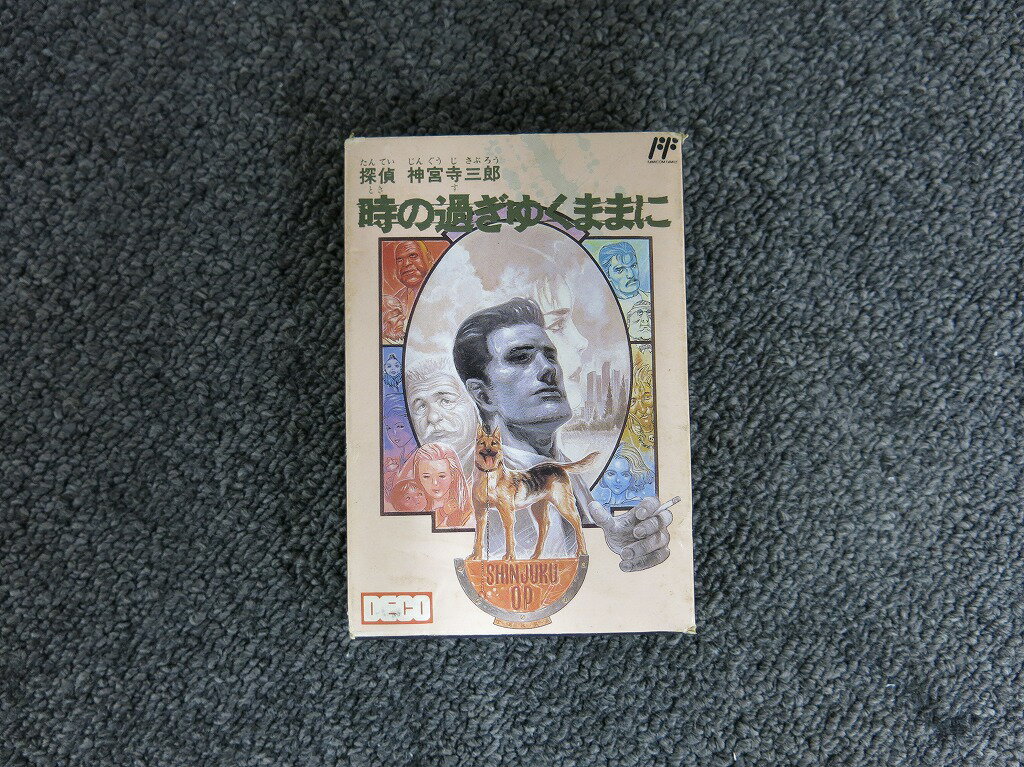 たんてい じんぐう じ さぶろう
探偵 神宮寺三郎
とき す
時の過ぎゆくままに
SHINJUKU
OP
DECO